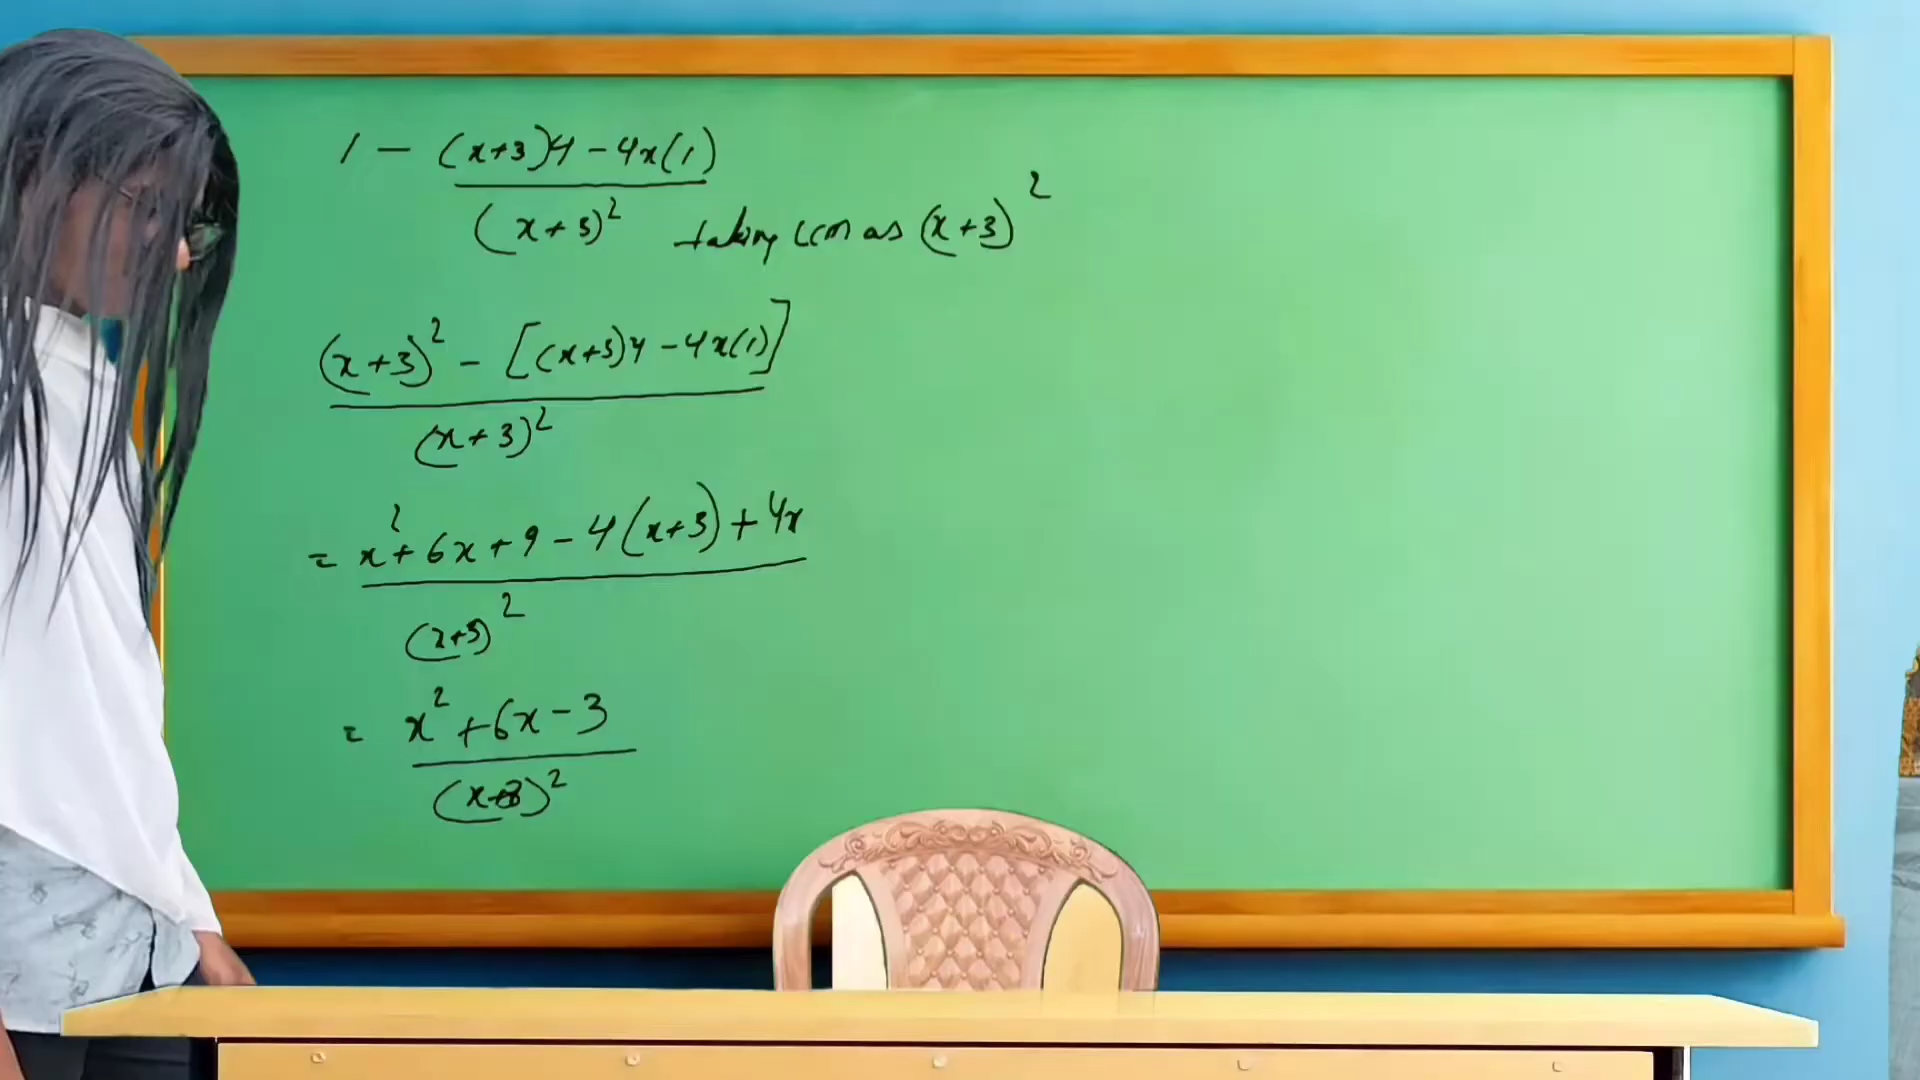 1 - (x+3)4 - 4x(1)
(x+3)² taking LCM as (x+3)²
(x+3)² - [(x+3)4 - 4x(1)]
(x+3)²
= x² + 6x + 9 - 4(x+3) + 4x
(x+3)²
= x² + 6x - 3
(x+3)²